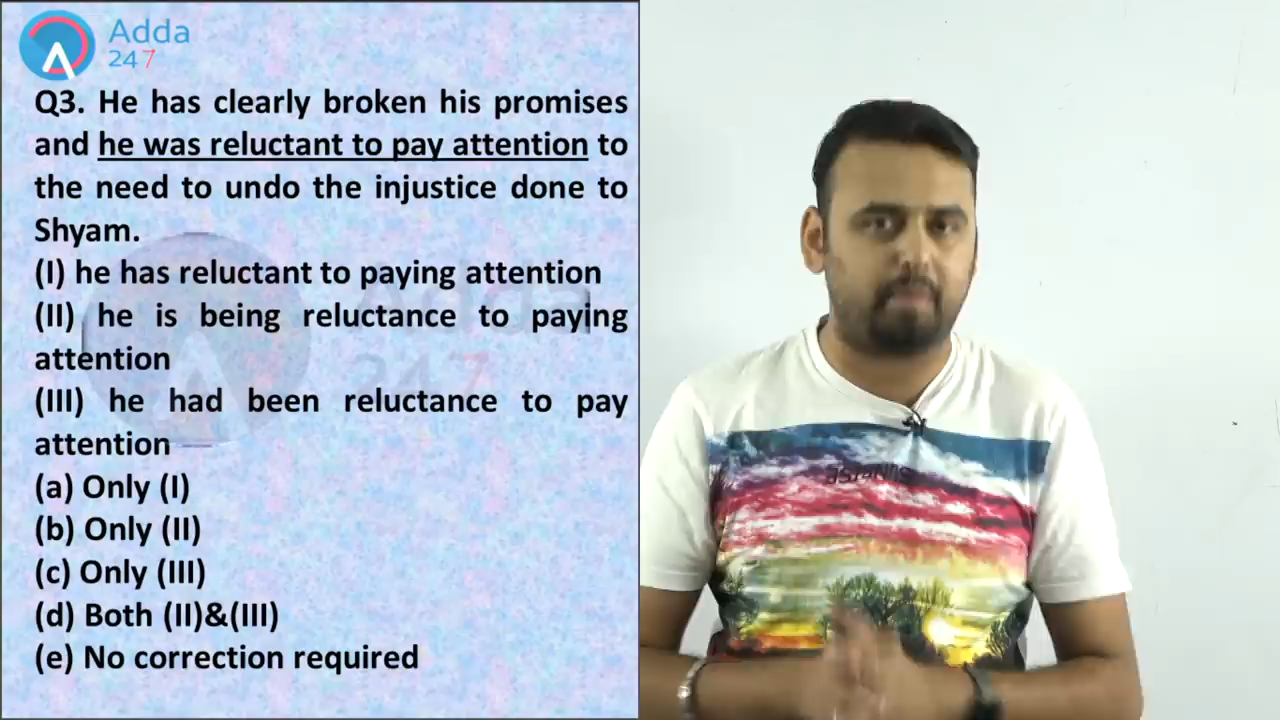 Adda
247
Q3. He has clearly broken his promises
and he was reluctant to pay attention to
the need to undo the injustice done to
Shyam.
(I) he has reluctant to paying attention
(II) he is being reluctance to paying
attention
(III) he had been reluctance to pay
attention
(a) Only (I)
(b) Only (II)
(c) Only (III)
(d) Both (II)&(III)
(e) No correction required